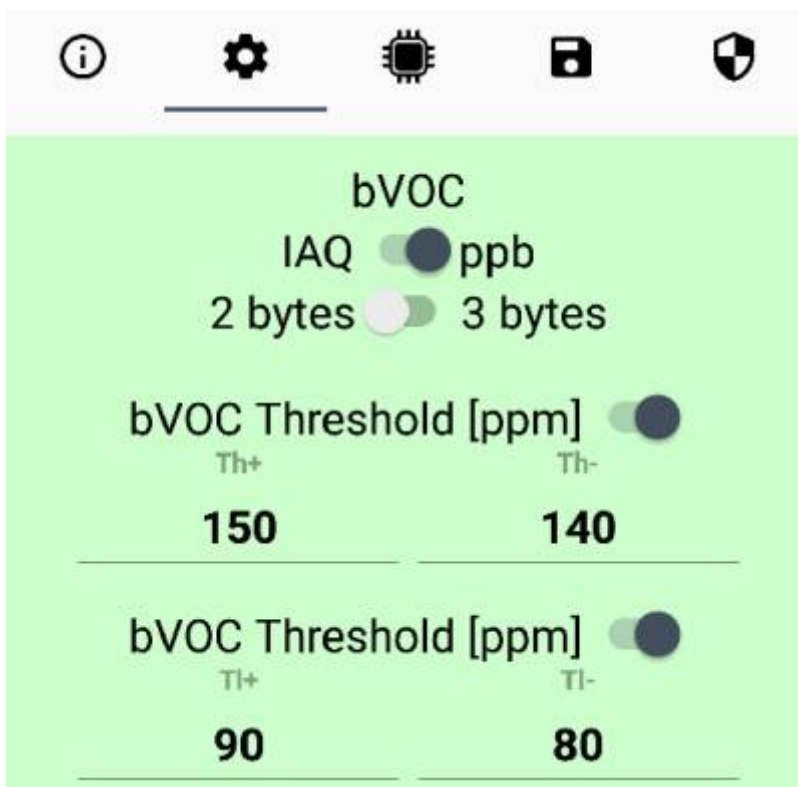 bVOC
IAQ ppb
2 bytes 3 bytes
bVOC Threshold [ppm]
Th+ Th-
150 140
bVOC Threshold [ppm]
Tl+ Tl-
90 80